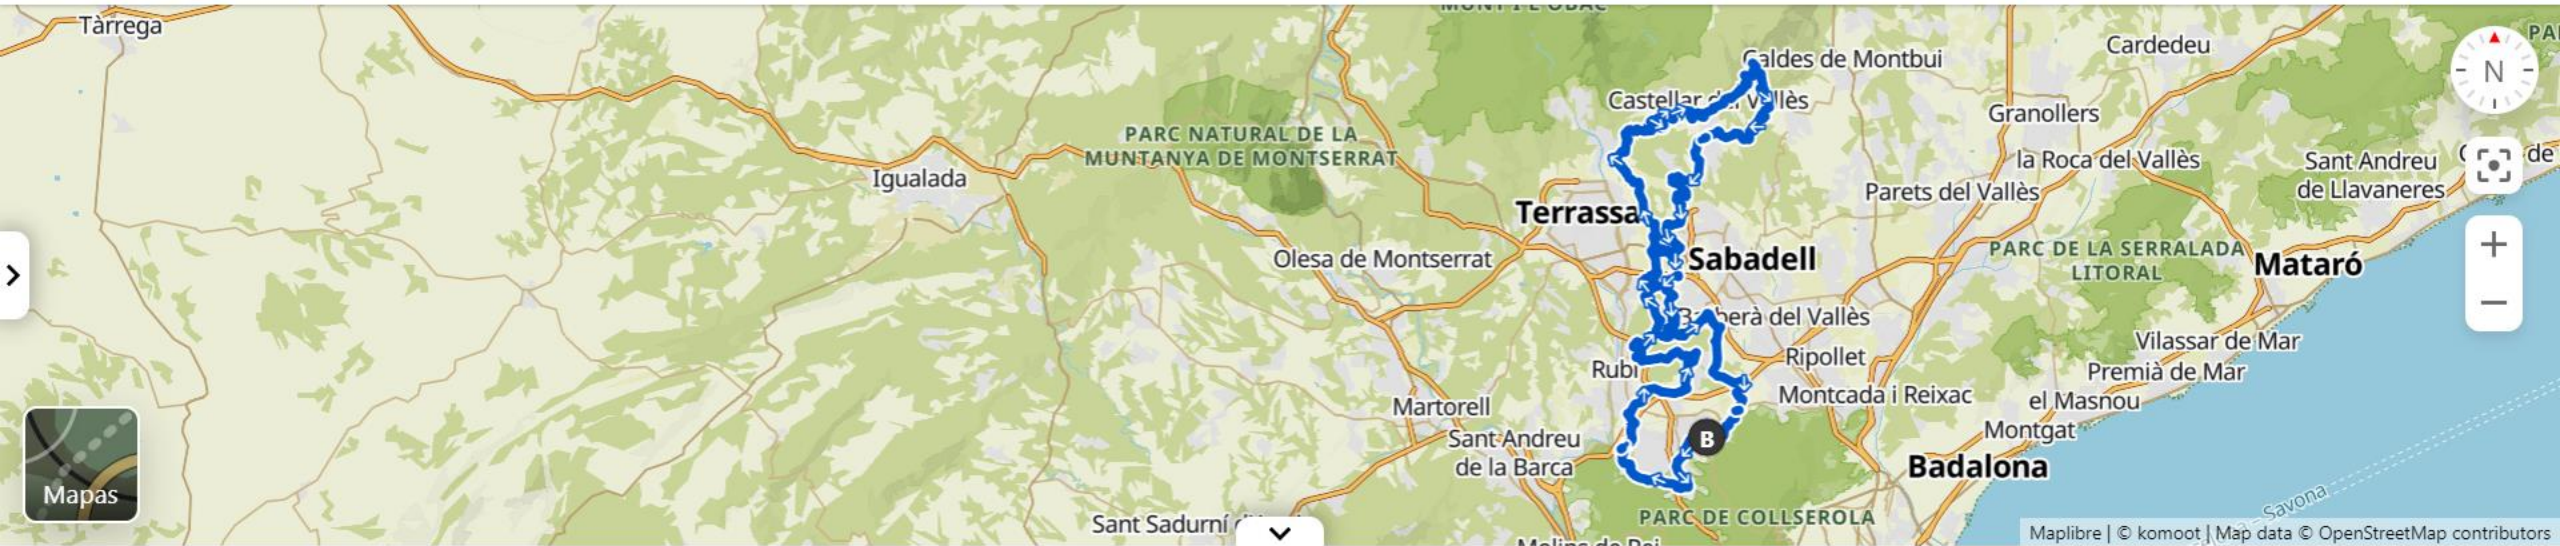 Tàrrega
Caldes de Montbui
Cardedeu
Castellar del Vallès
Granollers
PARC NATURAL DE LA
MUNTANYA DE MONTSERRAT
Igualada
la Roca del Vallès
Sant Andreu
de Llavaneres
de
Parets del Vallès
Terrassa
Olesa de Montserrat
Sabadell
PARC DE LA SERRALADA
LITORAL
Mataró
Barberà del Vallès
Vilassar de Mar
Rubí
Ripollet
Premià de Mar
Martorell
Montcada i Reixac
el Masnou
Sant Andreu
de la Barca
B
Montgat
Badalona
Mapas
Sant Sadurní
PARC DE COLLSEROLA
Savona
N
+
−
Maplibre | © komoot | Map data © OpenStreetMap contributors